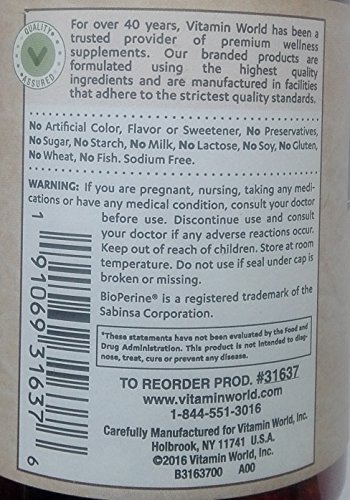 QUALITY
ASSURED
For over 40 years, Vitamin World has been a
trusted provider of premium wellness
supplements. Our branded products are
formulated using the highest quality
ingredients and are manufactured in facilities
that adhere to the strictest quality standards.
No Artificial Color, Flavor or Sweetener, No Preservatives,
No Sugar, No Starch, No Milk, No Lactose, No Soy, No Gluten,
No Wheat, No Fish. Sodium Free.
WARNING: If you are pregnant, nursing, taking any medi-
cations or have any medical condition, consult your doctor
before use. Discontinue use and consult
your doctor if any adverse reactions occur.
Keep out of reach of children. Store at room
temperature. Do not use if seal under cap is
broken or missing.
BioPerine® is a registered trademark of the
Sabinsa Corporation.
*These statements have not been evaluated by the Food and
Drug Administration. This product is not intended to diag-
nose, treat, cure or prevent any disease.
1 91069 31637 6
TO REORDER PROD. #31637
www.vitaminworld.com
1-844-551-3016
Carefully Manufactured for Vitamin World, Inc.
Holbrook, NY 11741 U.S.A.
©2016 Vitamin World, Inc.
B3163700 A00